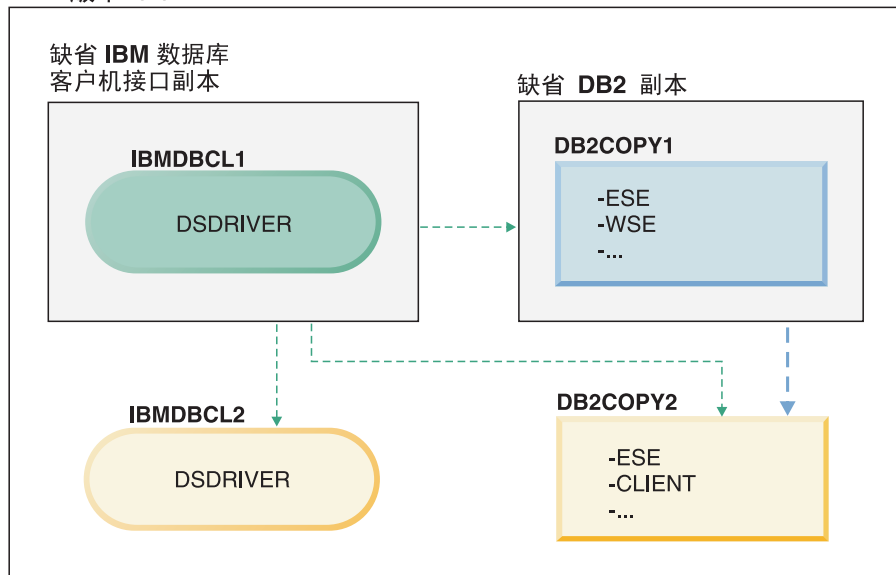 缺省 IBM 数据库
客户机接口副本
IBMDBCL1
DSDRIVER
缺省 DB2 副本
DB2COPY1
-ESE
-WSE
-...
IBMDBCL2
DSDRIVER
DB2COPY2
-ESE
-CLIENT
-...